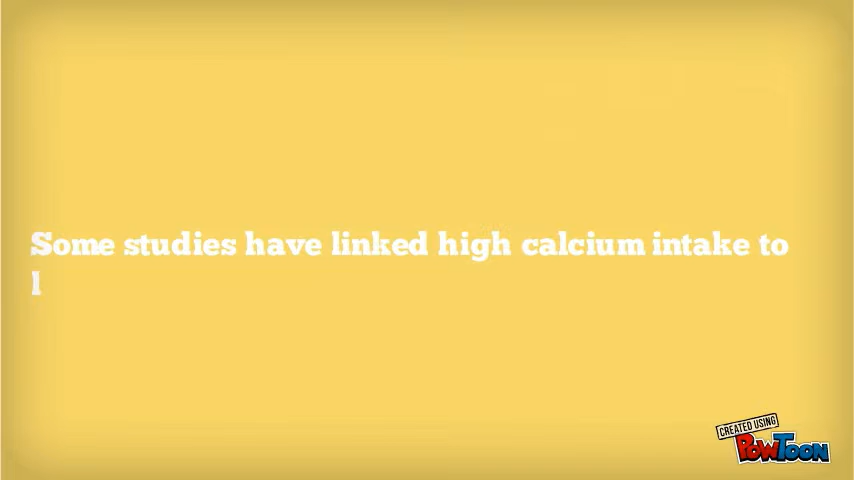 Some studies have linked high calcium intake to
l
CREATED USING
PowToon